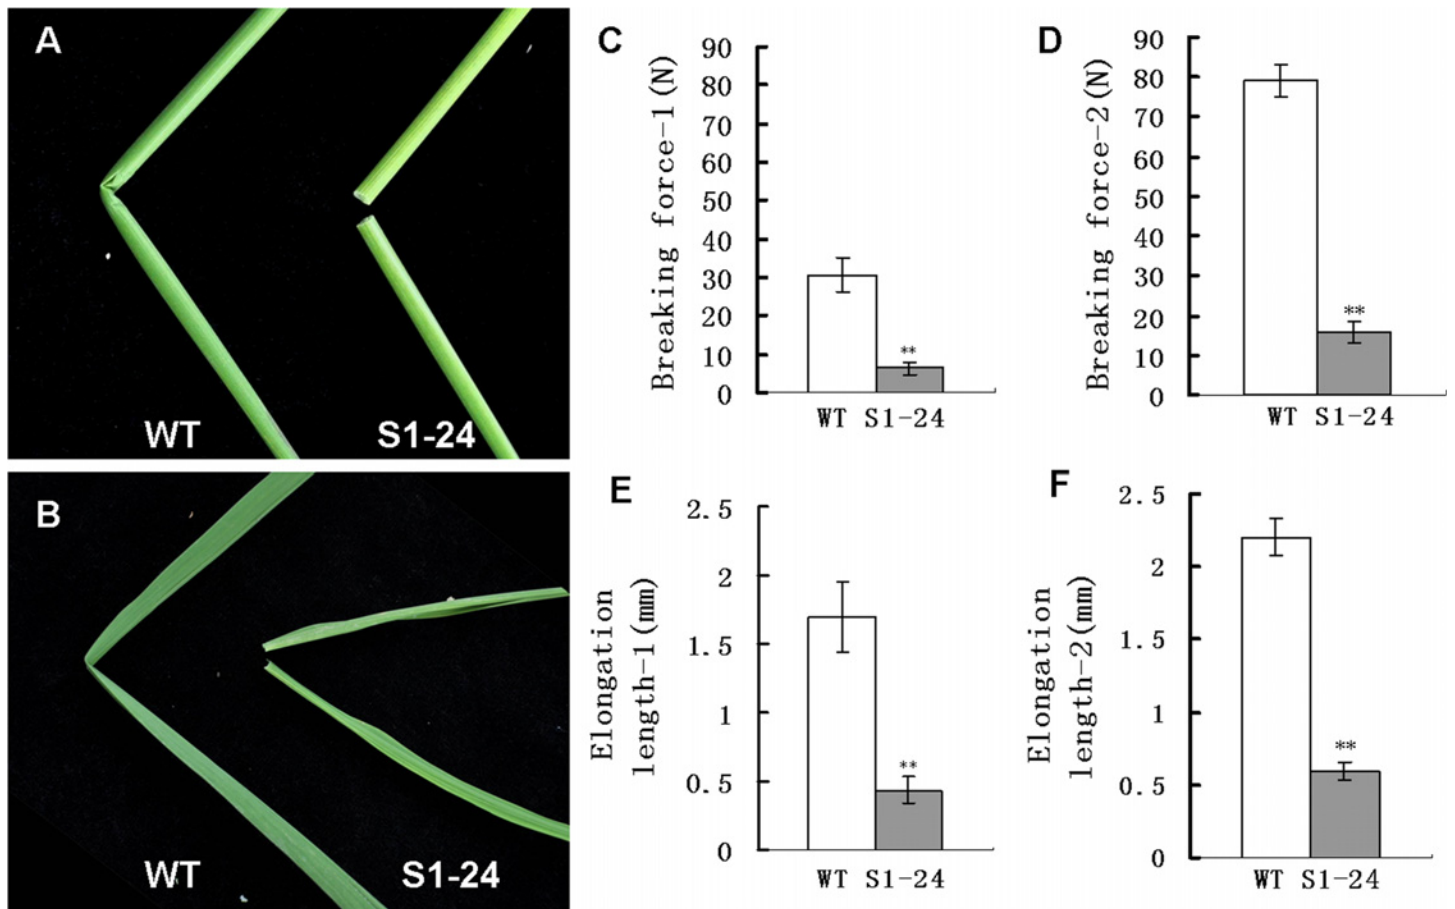 A
WT
S1-24
B
WT
S1-24
C
Breaking force-1(N)
90
80
70
60
50
40
30
20
10
0
**
WT S1-24
D
Breaking force-2(N)
90
80
70
60
50
40
30
20
10
0
**
WT S1-24
E
Elongation
length-1(mm)
2.5
2
1.5
1
0.5
0
**
WT S1-24
F
Elongation
length-2(mm)
2.5
2
1.5
1
0.5
0
**
WT S1-24